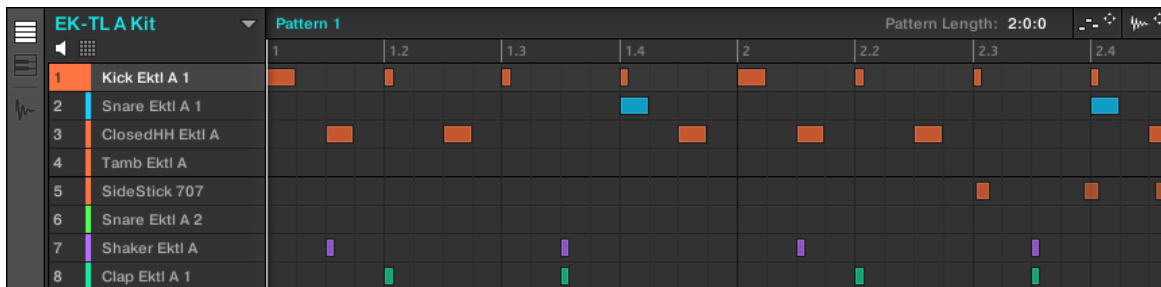 EK-TL A Kit
Pattern 1
Pattern Length: 2:0:0
1 1.2 1.3 1.4 2 2.2 2.3 2.4
1 Kick Ektl A 1
2 Snare Ektl A 1
3 ClosedHH Ektl A
4 Tamb Ektl A
5 SideStick 707
6 Snare Ektl A 2
7 Shaker Ektl A
8 Clap Ektl A 1